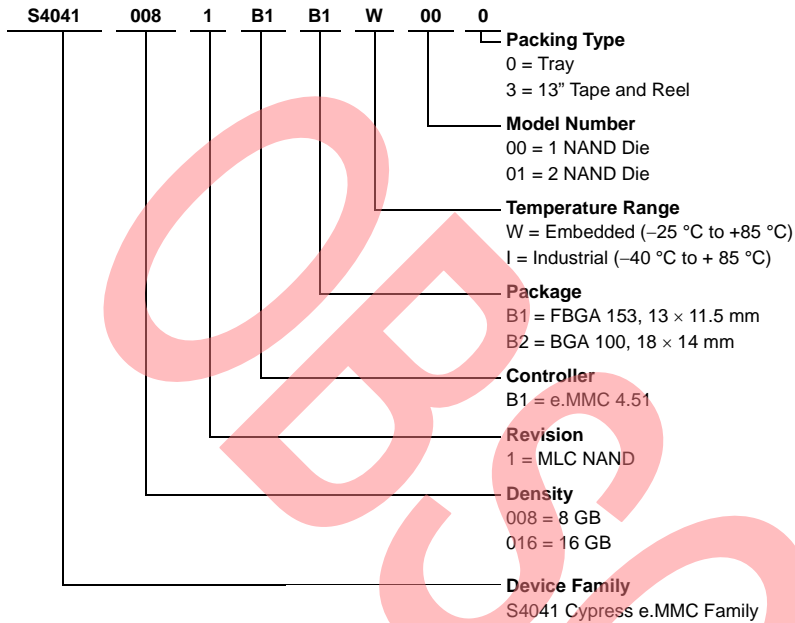 S4041 008 1 B1 B1 W 00 0
Packing Type
0 = Tray
3 = 13” Tape and Reel
Model Number
00 = 1 NAND Die
01 = 2 NAND Die
Temperature Range
W = Embedded (–25 °C to +85 °C)
I = Industrial (–40 °C to + 85 °C)
Package
B1 = FBGA 153, 13 × 11.5 mm
B2 = BGA 100, 18 × 14 mm
Controller
B1 = e.MMC 4.51
Revision
1 = MLC NAND
Density
008 = 8 GB
016 = 16 GB
Device Family
S4041 Cypress e.MMC Family
OBSO